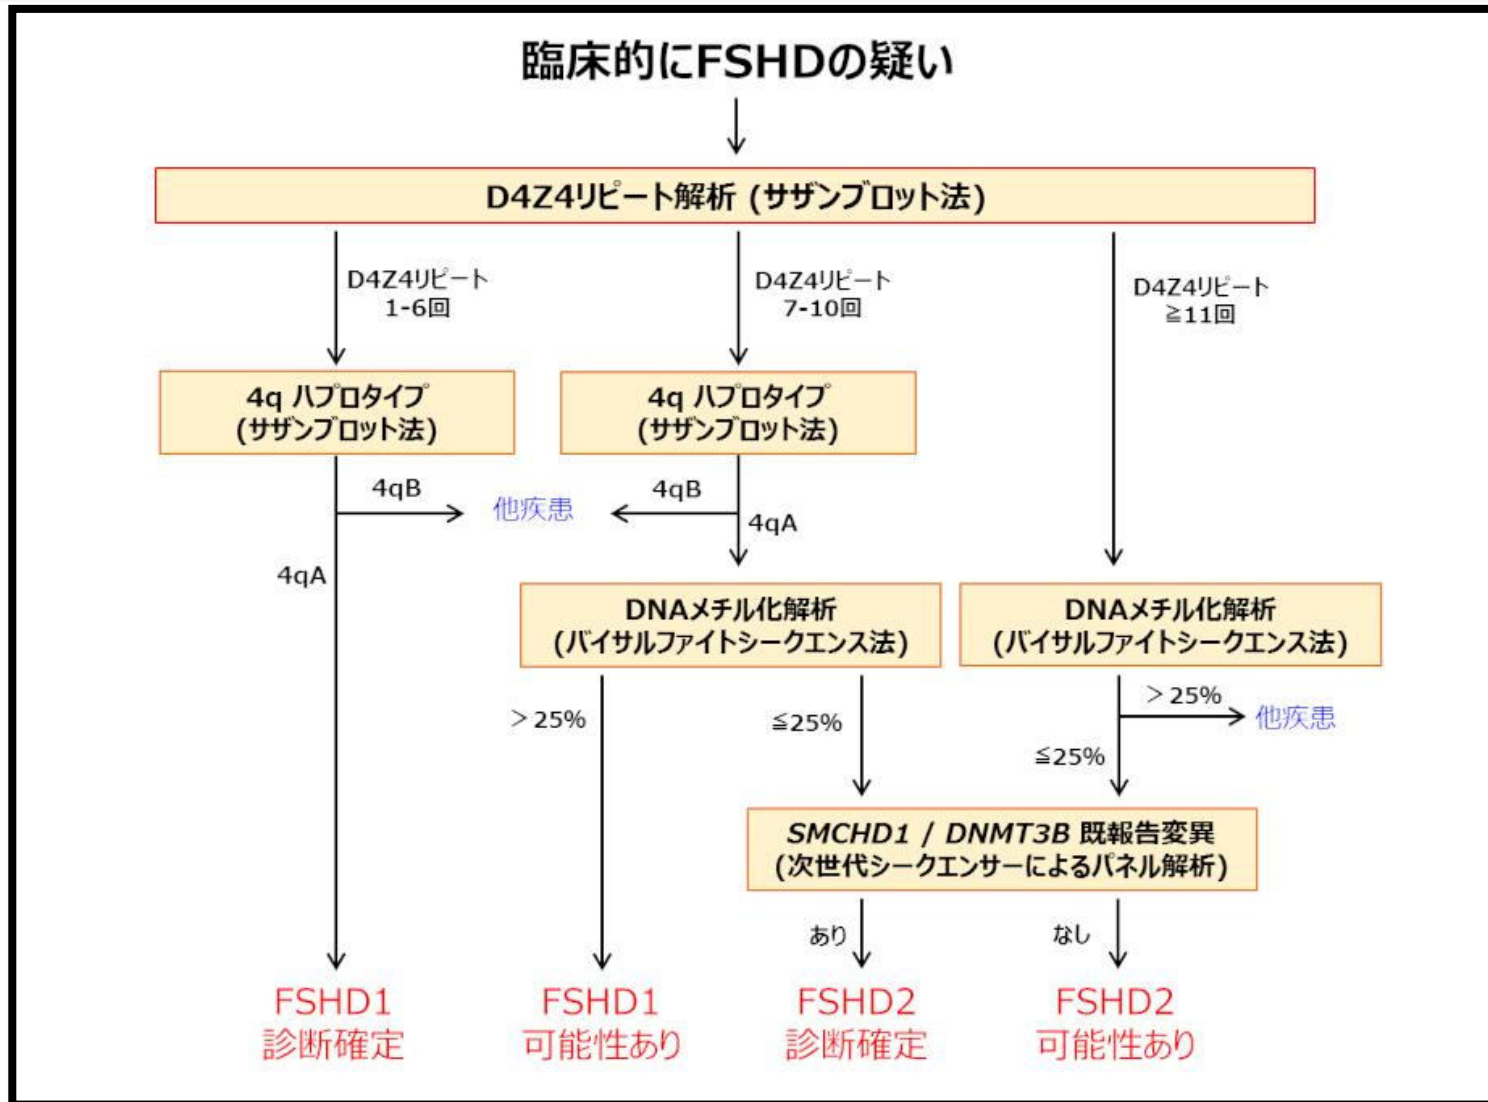 臨床的にFSHDの疑い
D4Z4リピート解析 (サザンブロット法)
D4Z4リピート
1-6回
D4Z4リピート
7-10回
D4Z4リピート
≧11回
4q ハプロタイプ
(サザンブロット法)
4q ハプロタイプ
(サザンブロット法)
4qB
他疾患
4qB
4qA
4qA
DNAメチル化解析
(バイサルファイトシークエンス法)
DNAメチル化解析
(バイサルファイトシークエンス法)
＞25%
≦25%
＞25%
他疾患
≦25%
SMCHD1 / DNMT3B 既報告変異
(次世代シークエンサーによるパネル解析)
あり
なし
FSHD1
診断確定
FSHD1
可能性あり
FSHD2
診断確定
FSHD2
可能性あり